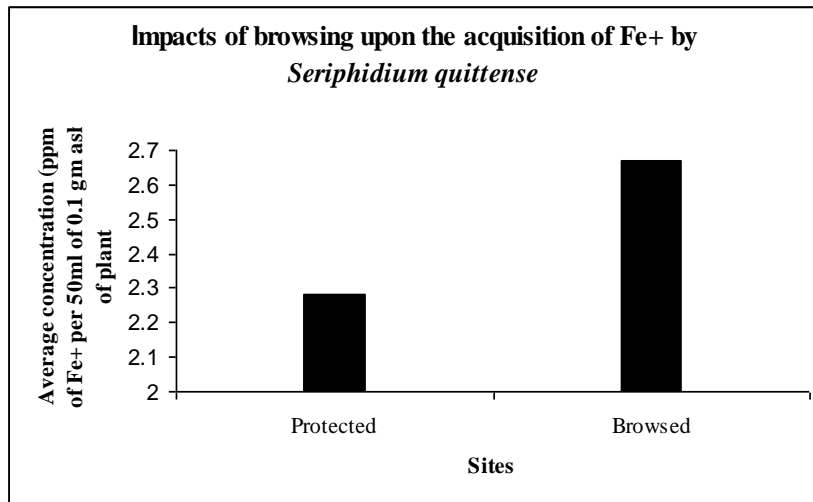 Impacts of browsing upon the acquisition of Fe+ by
Seriphidium quittense
Average concentration (ppm
of Fe+ per 50ml of 0.1 gm
of plant
2.7
2.6
2.5
2.4
2.3
2.2
2.1
2
Protected
Browsed
Sites